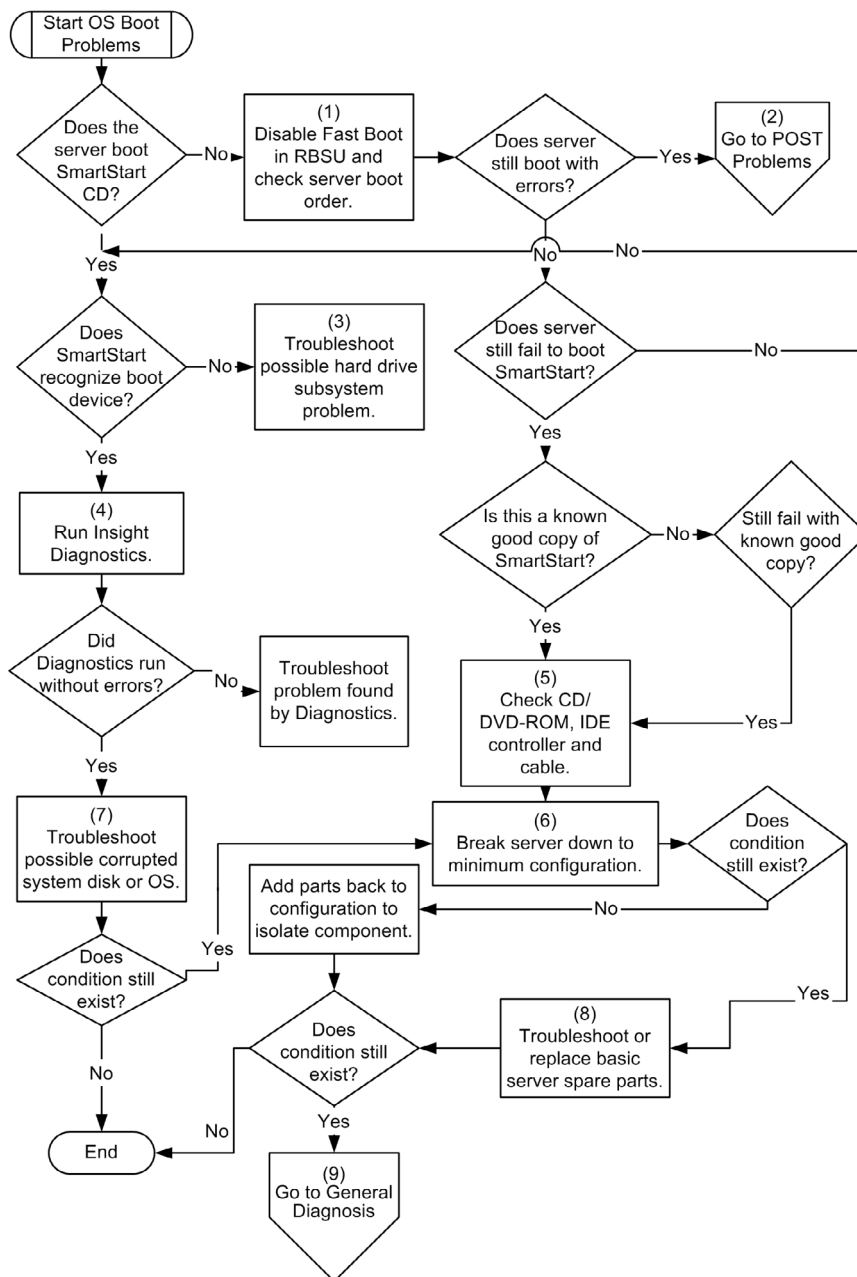 Start OS Boot
Problems
Does the
server boot
SmartStart
CD?
No
(1)
Disable Fast Boot
in RBSU and
check server boot
order.
Does server
still boot with
errors?
Yes
(2)
Go to POST
Problems
Yes
No
No
Does
SmartStart
recognize boot
device?
No
(3)
Troubleshoot
possible hard drive
subsystem
problem.
Does server
still fail to boot
SmartStart?
No
Yes
Yes
(4)
Run Insight
Diagnostics.
Is this a known
good copy of
SmartStart?
No
Still fail with
known good
copy?
Yes
Did
Diagnostics run
without errors?
No
Troubleshoot
problem found
by Diagnostics.
(5)
Check CD/
DVD-ROM, IDE
controller and
cable.
Yes
Yes
(7)
Troubleshoot
possible corrupted
system disk or OS.
(6)
Break server down to
minimum configuration.
Does
condition
still exist?
Add parts back to
configuration to
isolate component.
No
Yes
Does
condition still
exist?
Yes
Does
condition still
exist?
(8)
Troubleshoot or
replace basic
server spare parts.
No
No
Yes
End
(9)
Go to General
Diagnosis